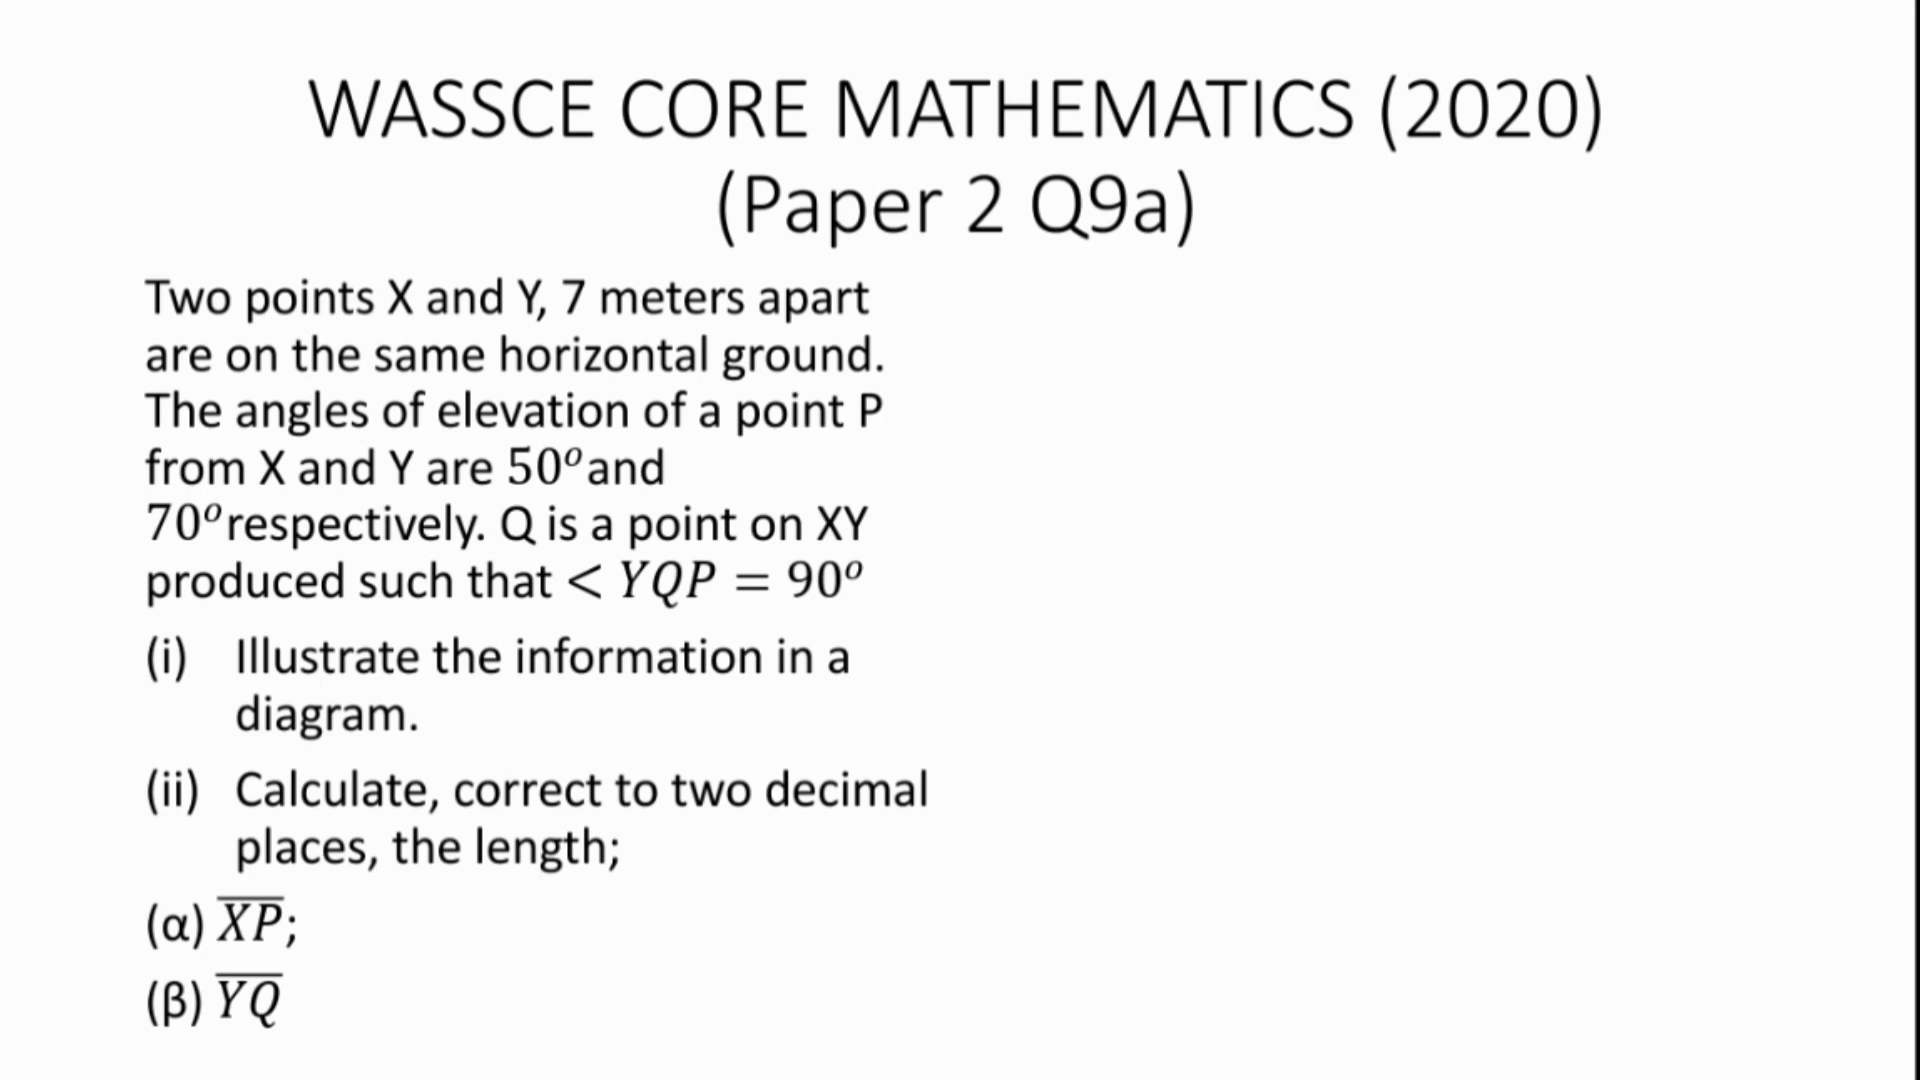 WASSCE CORE MATHEMATICS (2020)
(Paper 2 Q9a)
Two points X and Y, 7 meters apart
are on the same horizontal ground.
The angles of elevation of a point P
from X and Y are 50° and
70° respectively. Q is a point on XY
produced such that < YQP = 90°
(i) Illustrate the information in a
diagram.
(ii) Calculate, correct to two decimal
places, the length;
(α) X̅P̅;
(β) Y̅Q̅